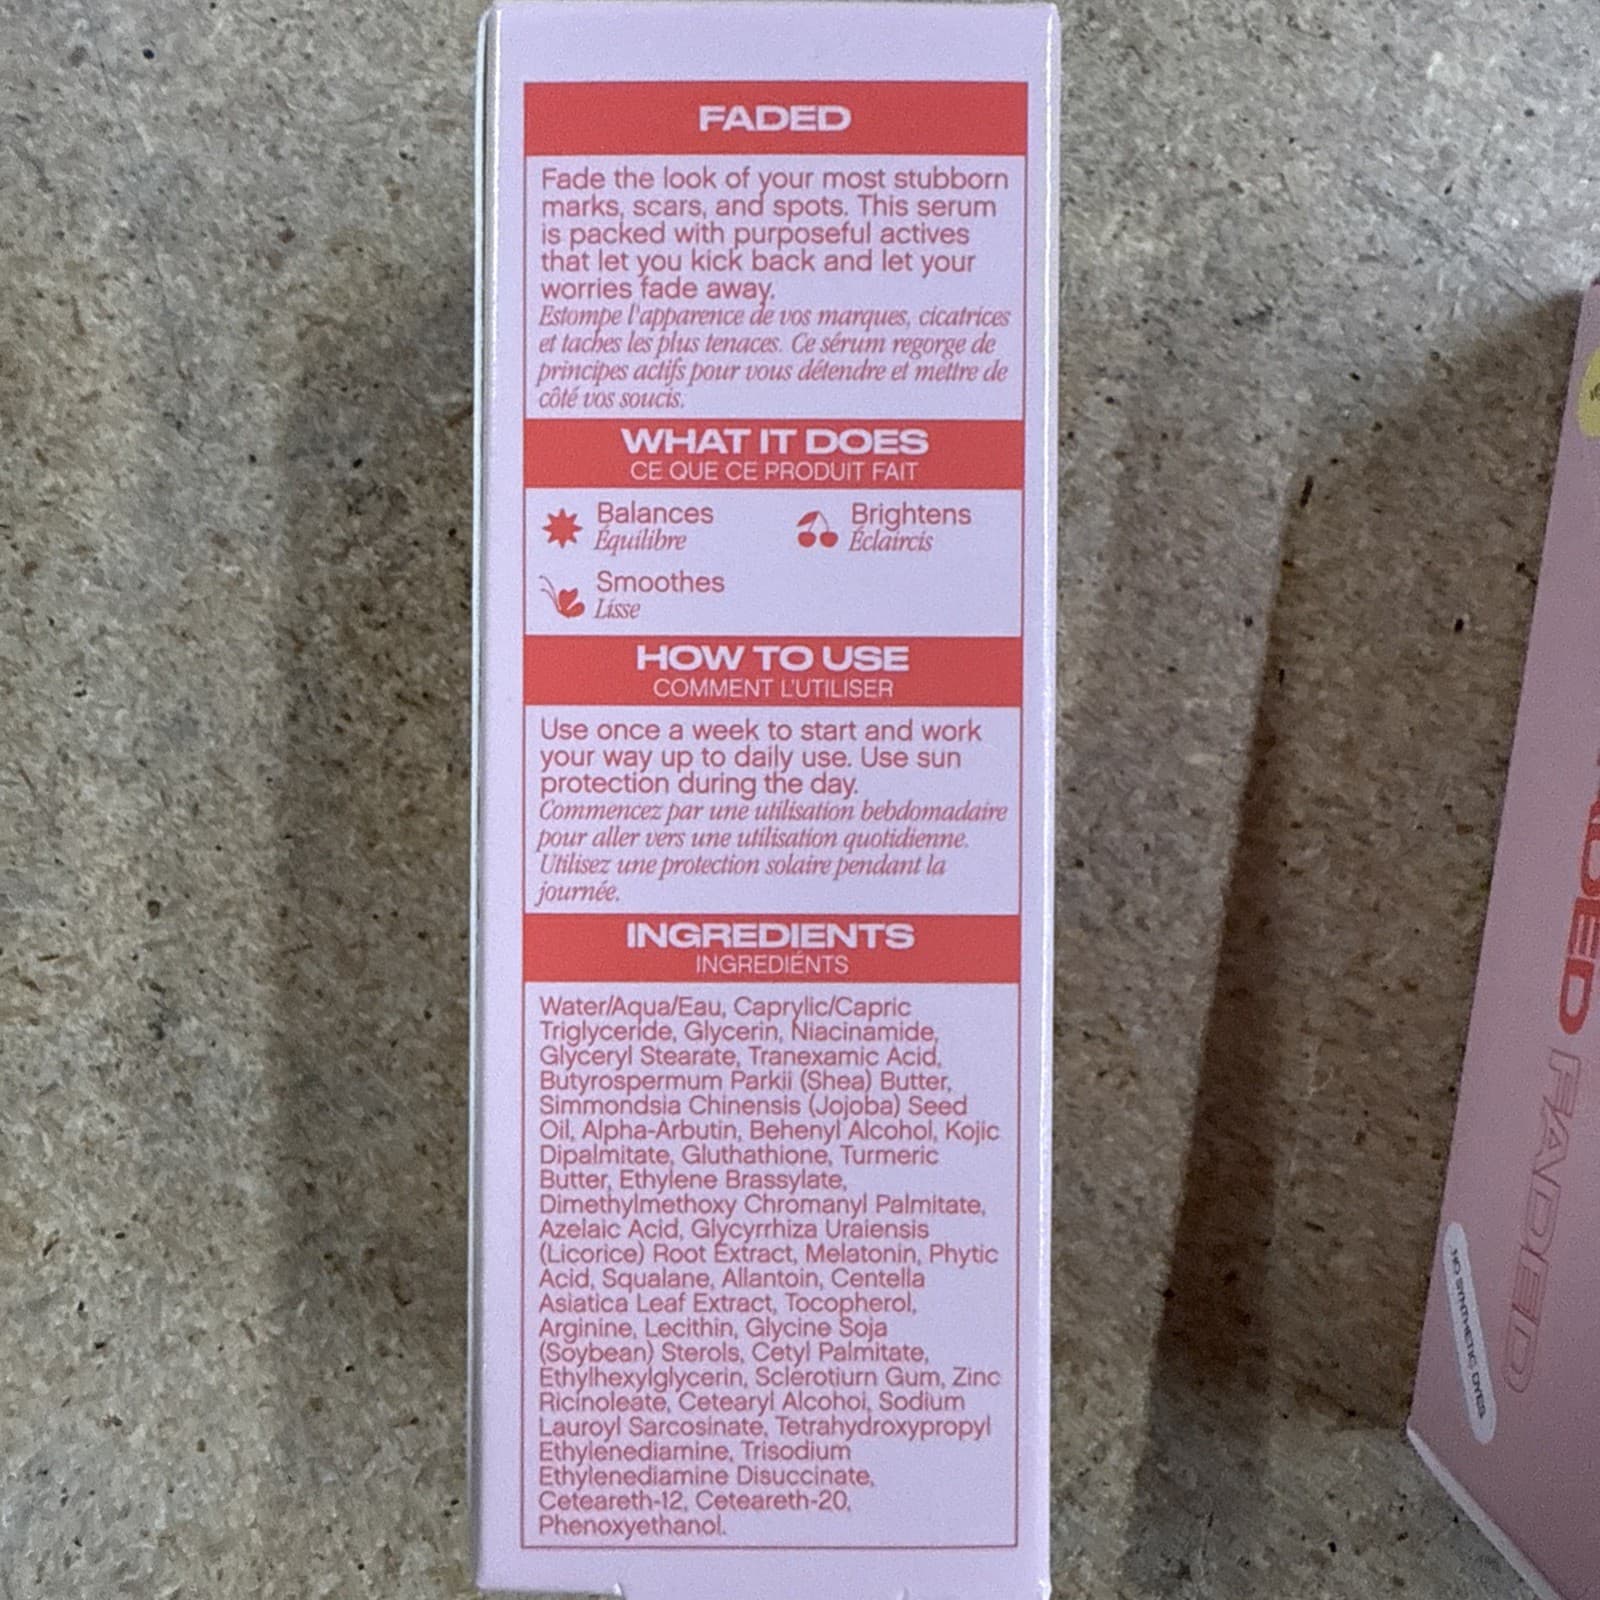 FADED
Fade the look of your most stubborn
marks, scars, and spots. This serum
is packed with purposeful actives
that let you kick back and let your
worries fade away.
Estompe l'apparence de vos marques, cicatrices
et taches les plus tenaces. Ce sérum regorge de
principes actifs pour vous détendre et mettre de
côté vos soucis.
WHAT IT DOES
CE QUE CE PRODUIT FAIT
Balances
Équilibre
Brightens
Éclaircis
Smoothes
Lisse
HOW TO USE
COMMENT L'UTILISER
Use once a week to start and work
your way up to daily use. Use sun
protection during the day.
Commencez par une utilisation hebdomadaire
pour aller vers une utilisation quotidienne.
Utilisez une protection solaire pendant la
journée.
INGREDIENTS
INGREDIÉNTS
Water/Aqua/Eau, Caprylic/Capric
Triglyceride, Glycerin, Niacinamide,
Glyceryl Stearate, Tranexamic Acid,
Butyrospermum Parkii (Shea) Butter,
Simmondsia Chinensis (Jojoba) Seed
Oil, Alpha-Arbutin, Behenyl Alcohol, Kojic
Dipalmitate, Gluthathione, Turmeric
Butter, Ethylene Brassylate,
Dimethylmethoxy Chromanyl Palmitate,
Azelaic Acid, Glycyrrhiza Uraiensis
(Licorice) Root Extract, Melatonin, Phytic
Acid, Squalane, Allantoin, Centella
Asiatica Leaf Extract, Tocopherol,
Arginine, Lecithin, Glycine Soja
(Soybean) Sterols, Cetyl Palmitate,
Ethylhexylglycerin, Sclerotiurn Gum, Zinc
Ricinoleate, Cetearyl Alcohol, Sodium
Lauroyl Sarcosinate, Tetrahydroxypropyl
Ethylenediamine, Trisodium
Ethylenediamine Disuccinate,
Ceteareth-12, Ceteareth-20,
Phenoxyethanol.
FADED
NO SYNTHETIC DYES